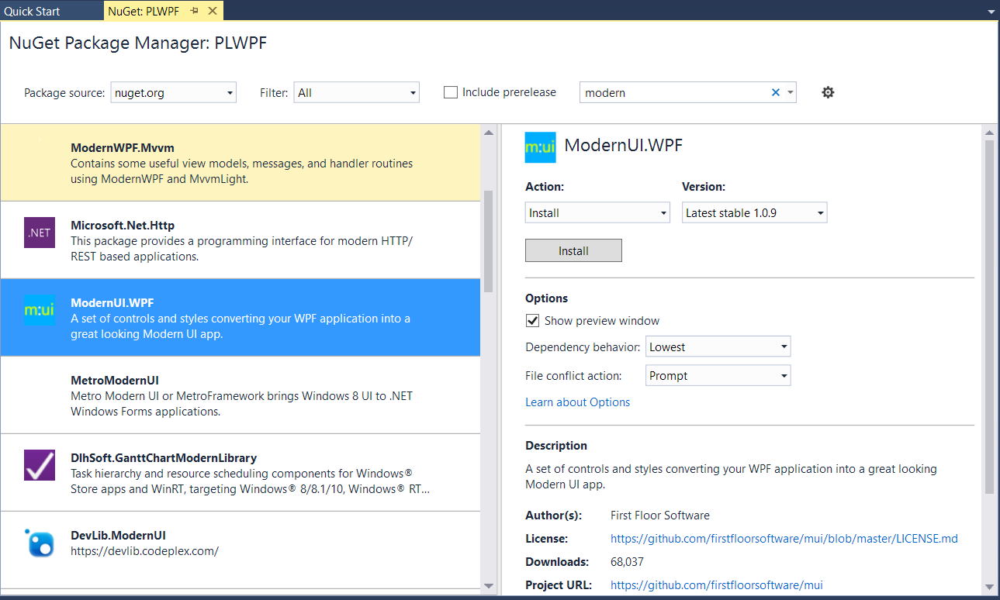 Quick Start
NuGet: PLWPF
NuGet Package Manager: PLWPF
Package source: nuget.org
Filter: All
Include prerelease
modern
ModernWPF.Mvvm
Contains some useful view models, messages, and handler routines
using ModernWPF and MvvmLight.
.NET
Microsoft.Net.Http
This package provides a programming interface for modern HTTP/
REST based applications.
m:ui
ModernUI.WPF
A set of controls and styles converting your WPF application into a
great looking Modern UI app.
MetroModernUI
Metro Modern UI or MetroFramework brings Windows 8 UI to .NET
Windows Forms applications.
DlhSoft.GanttChartModernLibrary
Task hierarchy and resource scheduling components for Windows®
Store apps and WinRT, targeting Windows® 8/8.1/10, Windows® RT...
DevLib.ModernUI
https://devlib.codeplex.com/
m:ui
ModernUI.WPF
Action: Version:
Install Latest stable 1.0.9
Install
Options
Show preview window
Dependency behavior: Lowest
File conflict action: Prompt
Learn about Options
Description
A set of controls and styles converting your WPF application into a great looking
Modern UI app.
Author(s): First Floor Software
License: https://github.com/firstfloorsoftware/mui/blob/master/LICENSE.md
Downloads: 68,037
Project URL: https://github.com/firstfloorsoftware/mui